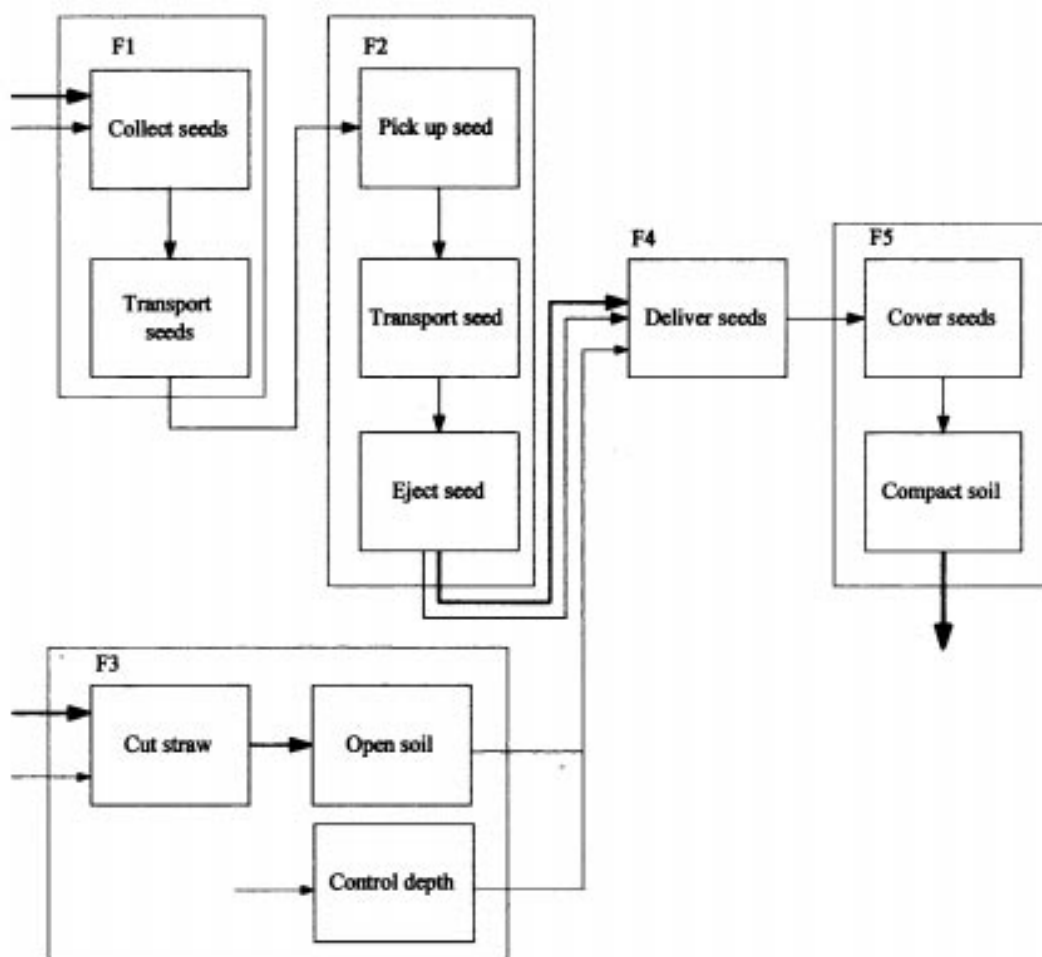 F1
Collect seeds
Transport
seeds
F2
Pick up seed
Transport seed
Eject seed
F4
Deliver seeds
F5
Cover seeds
Compact soil
F3
Cut straw
Open soil
Control depth